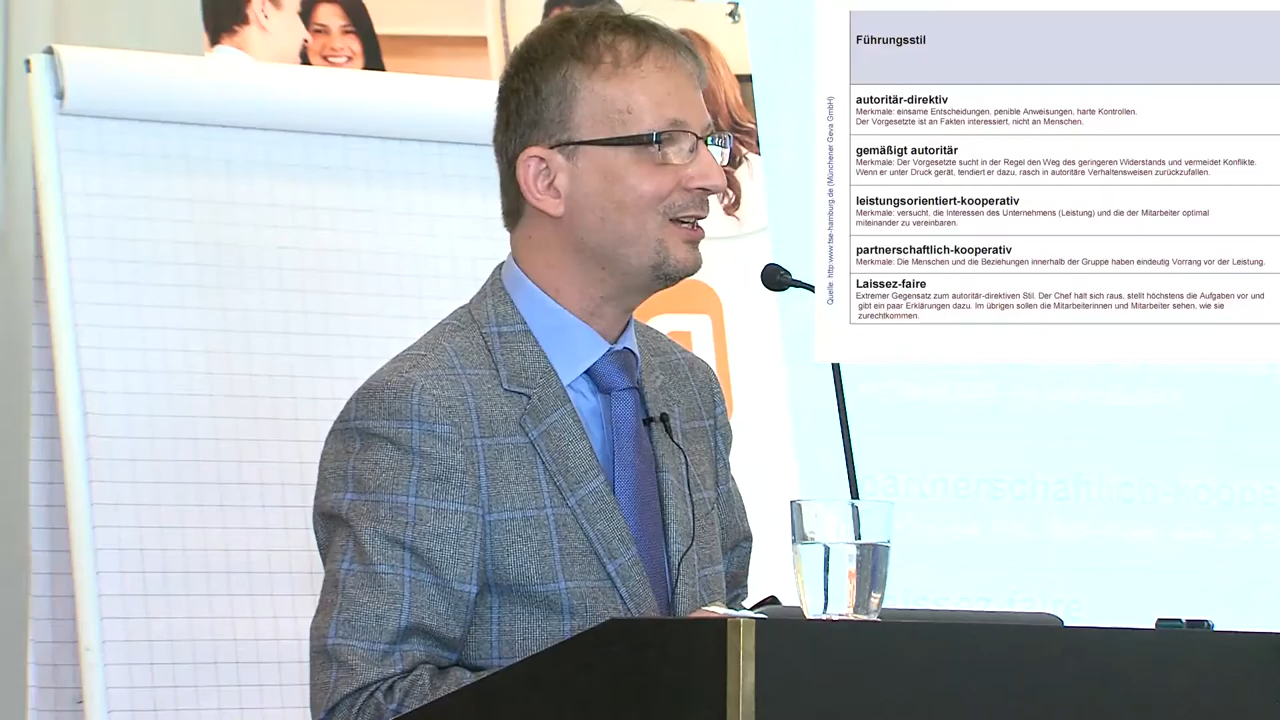 Führungsstil
autoritär-direktiv
Merkmale: einsame Entscheidungen, penible Anweisungen, harte Kontrollen.
Der Vorgesetzte ist an Fakten interessiert, nicht an Menschen.
gemäßigt autoritär
Merkmale: Der Vorgesetzte sucht in der Regel den Weg des geringeren Widerstands und vermeidet Konflikte.
Wenn er unter Druck gerät, tendiert er dazu, rasch in autoritäre Verhaltensweisen zurückzufallen.
leistungsorientiert-kooperativ
Merkmale: versucht, die Interessen des Unternehmens (Leistung) und die der Mitarbeiter optimal
miteinander zu vereinbaren.
partnerschaftlich-kooperativ
Merkmale: Die Menschen und die Beziehungen innerhalb der Gruppe haben eindeutig Vorrang vor der Leistung.
Laissez-faire
Extremer Gegensatz zum autoritär-direktiven Stil. Der Chef hält sich raus, stellt höchstens die Aufgaben vor und
gibt ein paar Erklärungen dazu. Im übrigen sollen die Mitarbeiterinnen und Mitarbeiter sehen, wie sie
zurechtkommen.
Quelle: http:www.tse-hamburg.de (Münchener Geva GmbH)
partnerschaftlich-koope
aissez-faire